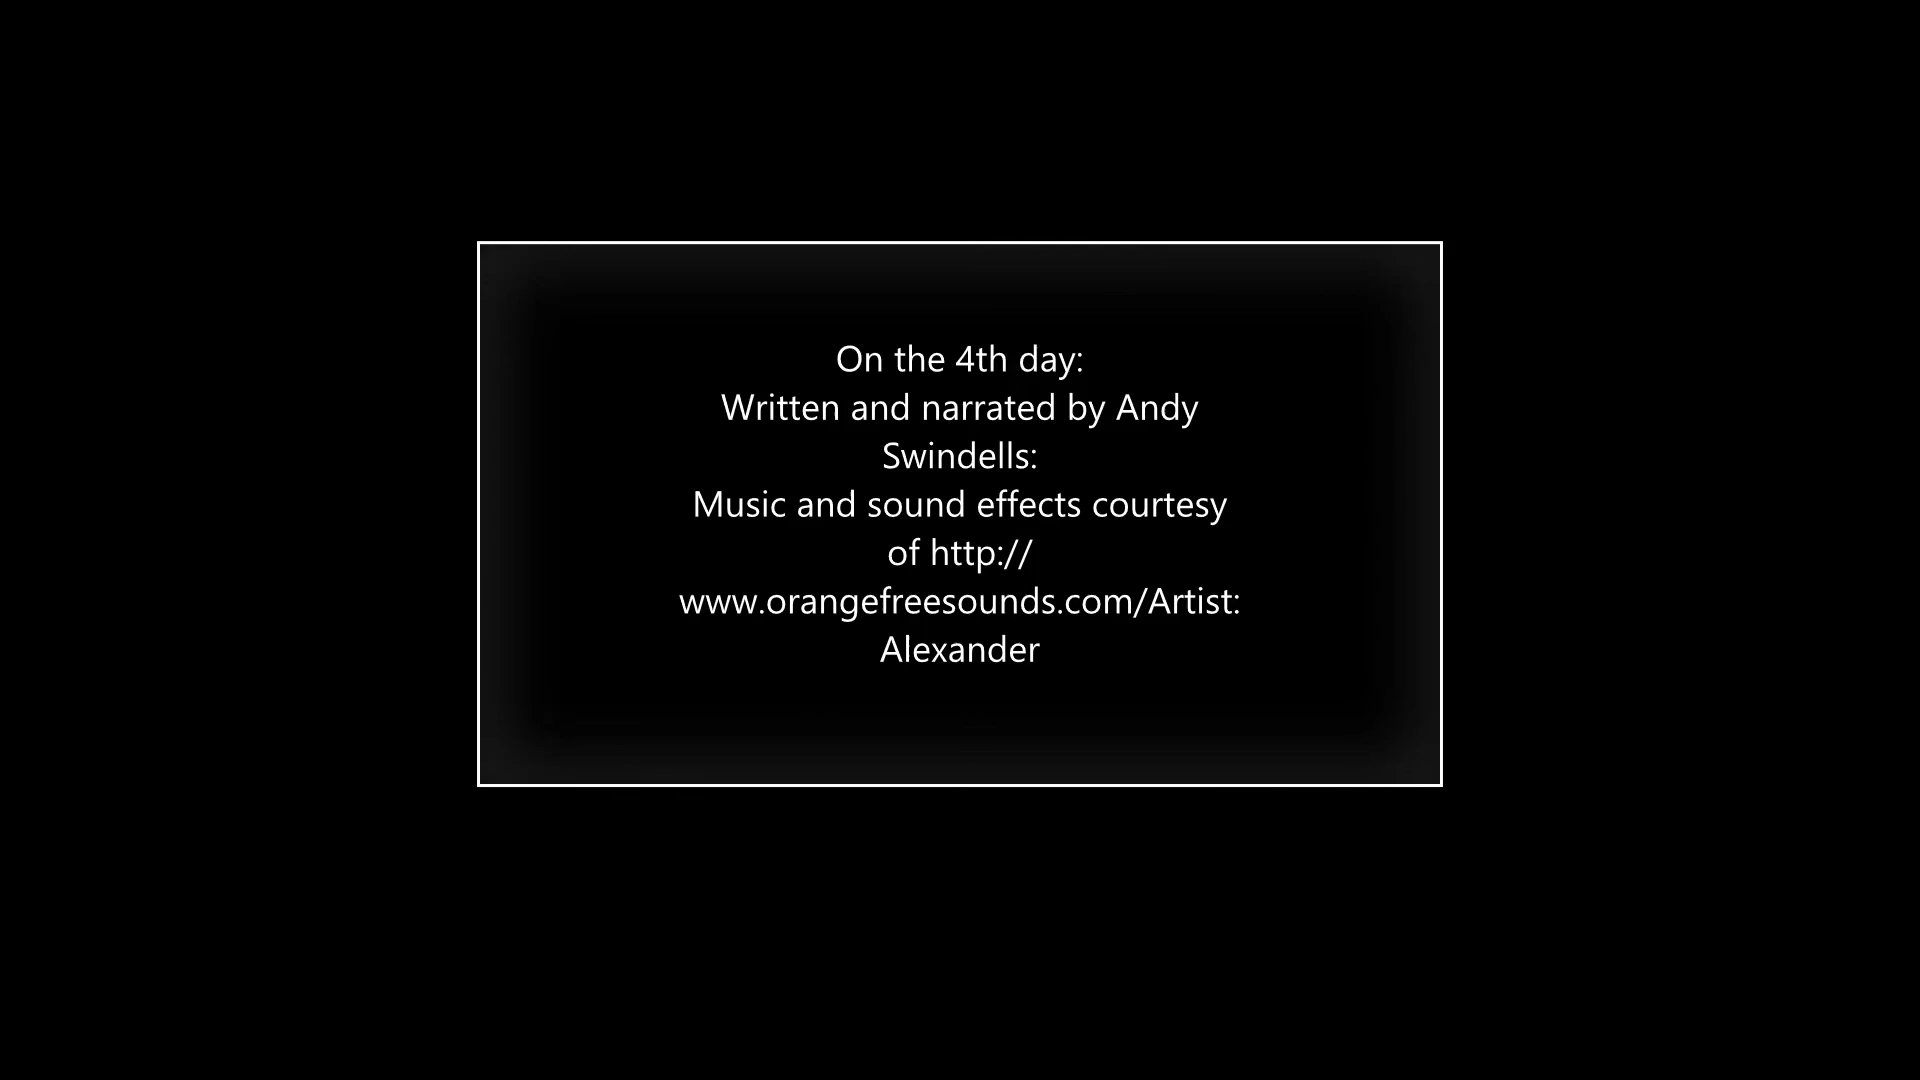 On the 4th day:
Written and narrated by Andy
Swindells:
Music and sound effects courtesy
of http://
www.orangefreesounds.com/Artist:
Alexander